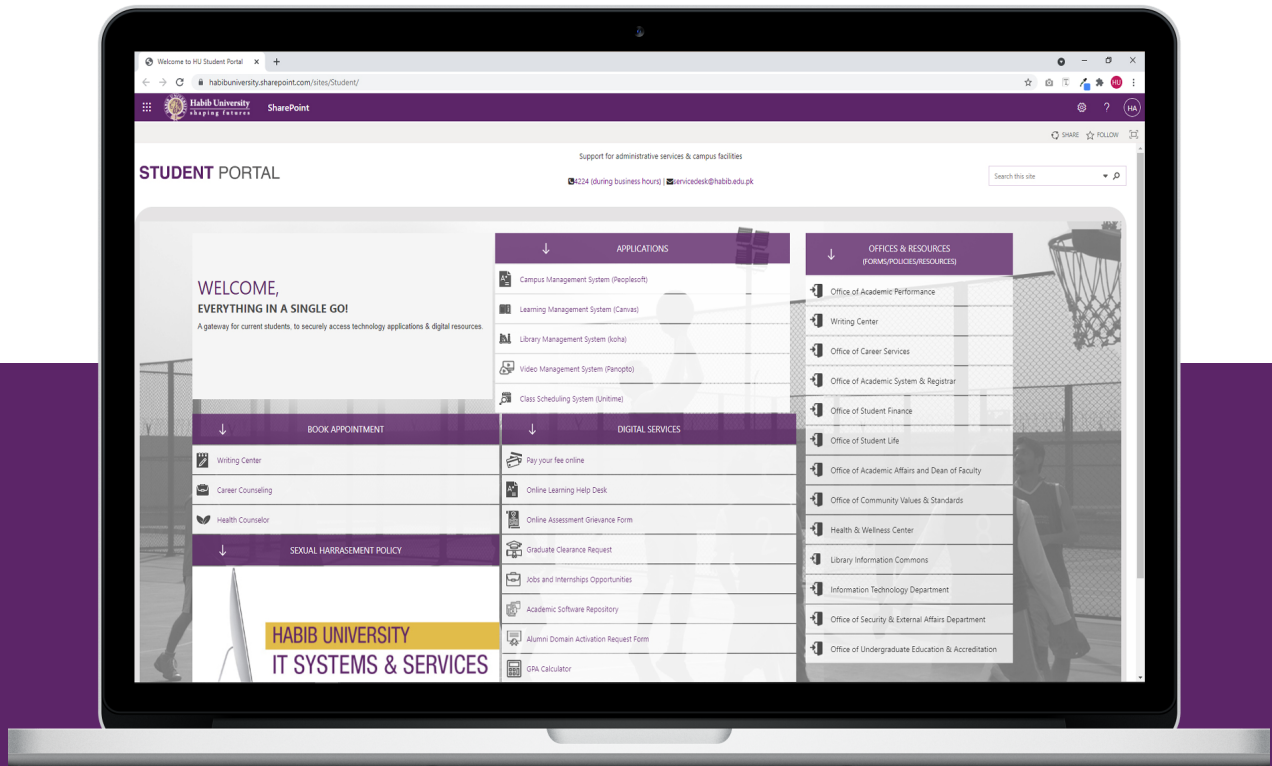 Welcome to HU Student Portal
habibuniversity.sharepoint.com/sites/Student/
HU
Habib University
shaping futures
SharePoint
?
HA
SHARE
FOLLOW
STUDENT PORTAL
Support for administrative services & campus facilities
4224 (during business hours) | servicedesk@habib.edu.pk
Search this site
WELCOME,
EVERYTHING IN A SINGLE GO!
A gateway for current students, to securely access technology applications & digital resources.
APPLICATIONS
Campus Management System (Peoplesoft)
Learning Management System (Canvas)
Library Management System (koha)
Video Management System (Panopto)
Class Scheduling System (Unitime)
BOOK APPOINTMENT
Writing Center
Career Counseling
Health Counselor
SEXUAL HARRASEMENT POLICY
HABIB UNIVERSITY
IT SYSTEMS & SERVICES
DIGITAL SERVICES
Pay your fee online
Online Learning Help Desk
Online Assessment Grievance Form
Graduate Clearance Request
Jobs and Internships Opportunities
Academic Software Repository
Alumni Domain Activation Request Form
GPA Calculator
OFFICES & RESOURCES
(FORMS/POLICIES/RESOURCES)
Office of Academic Performance
Writing Center
Office of Career Services
Office of Academic System & Registrar
Office of Student Finance
Office of Student Life
Office of Academic Affairs and Dean of Faculty
Office of Community Values & Standards
Health & Wellness Center
Library Information Commons
Information Technology Department
Office of Security & External Affairs Department
Office of Undergraduate Education & Accreditation